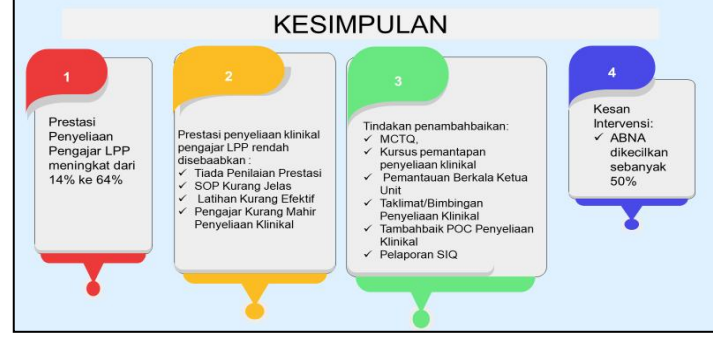 KESIMPULAN
1
Prestasi
Penyeliaan
Pengajar LPP
meningkat dari
14% ke 64%
2
Prestasi penyeliaan klinikal
pengajar LPP rendah
disebaabkan :
✓ Tiada Penilaian Prestasi
✓ SOP Kurang Jelas
✓ Latihan Kurang Efektif
✓ Pengajar Kurang Mahir
Penyeliaan Klinikal
3
Tindakan penambahbaikan:
✓ MCTQ,
✓ Kursus pemantapan
penyeliaan klinikal
✓ Pemantauan Berkala Ketua
Unit
✓ Taklimat/Bimbingan
Penyeliaan Klinikal
✓ Tambahbaik POC Penyeliaan
Klinikal
✓ Pelaporan SIQ
4
Kesan
Intervensi:
✓ ABNA
dikecilkan
sebanyak
50%